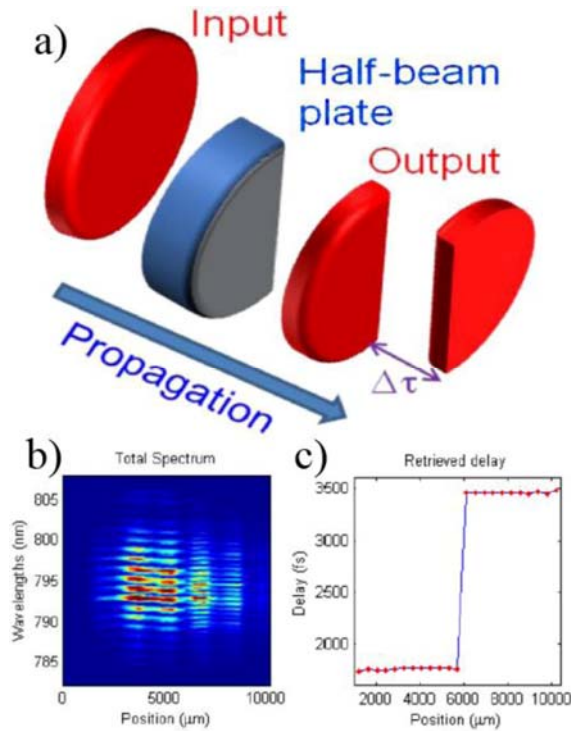 a)
Input
Half-beam
plate
Output
Propagation
Δτ
b)
Total Spectrum
Wavelengths (nm)
805
800
795
790
785
0
5000
10000
Position (μm)
c)
Retrieved delay
Delay (fs)
3500
3000
2500
2000
2000
4000
6000
8000
10000
Position (μm)